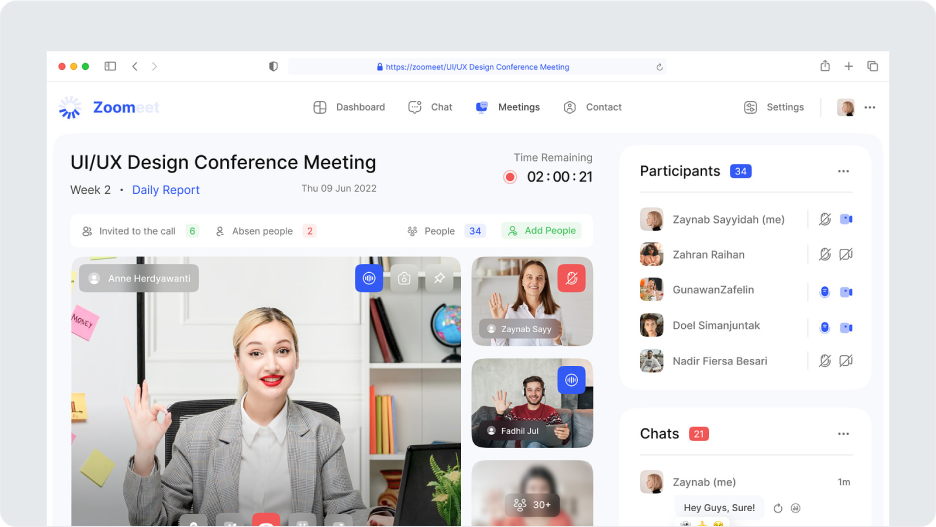 https://zoomeet/UI/UX Design Conference Meeting
Zoomeet
Dashboard
Chat
Meetings
Contact
Settings
UI/UX Design Conference Meeting
Week 2 • Daily Report
Thu 09 Jun 2022
Time Remaining
02:00:21
Invited to the call 6
Absen people 2
People 34
Add People
Anne Herdyawanti
MONEY
Zaynab Sayy
Fadhil Jul
30+
Participants 34
Zaynab Sayyidah (me)
Zahran Raihan
GunawanZafelin
Doel Simanjuntak
Nadir Fiersa Besari
Chats 21
Zaynab (me)
1m
Hey Guys, Sure!